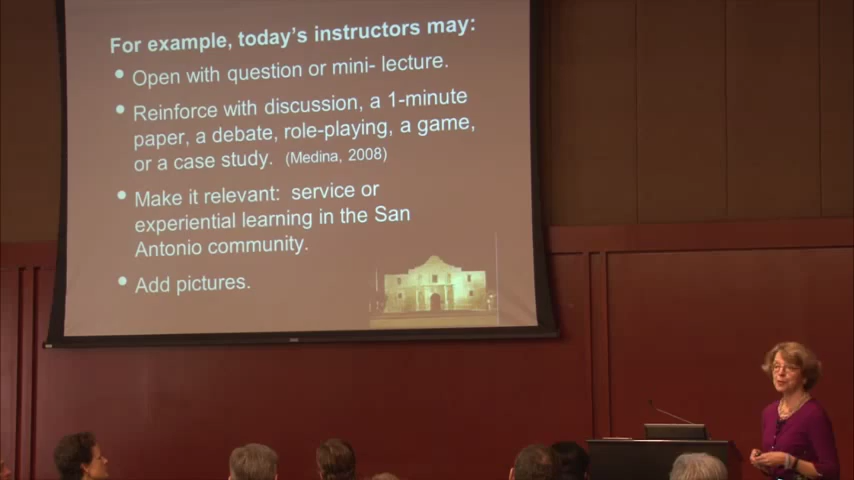 For example, today's instructors may:
• Open with question or mini- lecture.
• Reinforce with discussion, a 1-minute
paper, a debate, role-playing, a game,
or a case study. (Medina, 2008)
• Make it relevant: service or
experiential learning in the San
Antonio community.
• Add pictures.